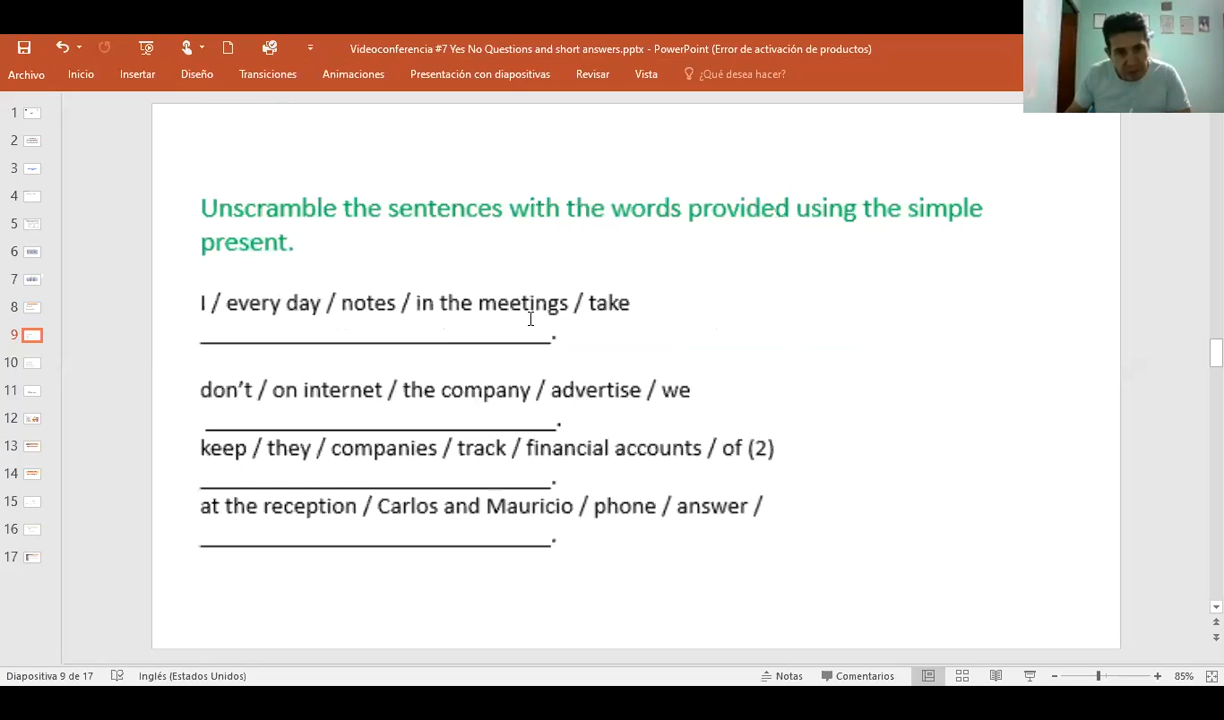 Videoconferencia #7 Yes No Questions and short answers.pptx - PowerPoint (Error de activación de productos)
Archivo Inicio Insertar Diseño Transiciones Animaciones Presentación con diapositivas Revisar Vista ¿Qué desea hacer?
1
2
3
4
5
6
7
8
9
10
11
12
13
14
15
16
17
Unscramble the sentences with the words provided using the simple
present.
I / every day / notes / in the meetings / take
__________________________________.
don’t / on internet / the company / advertise / we
__________________________________.
keep / they / companies / track / financial accounts / of (2)
__________________________________.
at the reception / Carlos and Mauricio / phone / answer /
__________________________________.
Diapositiva 9 de 17 Inglés (Estados Unidos) Notas Comentarios 85%